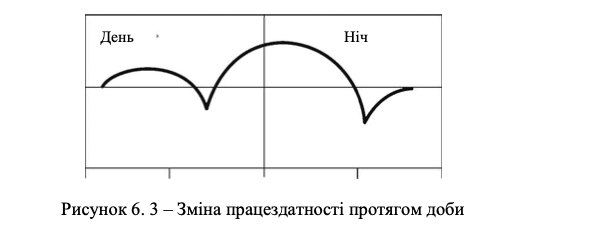 День
Ніч
Рисунок 6. 3 – Зміна працездатності протягом доби